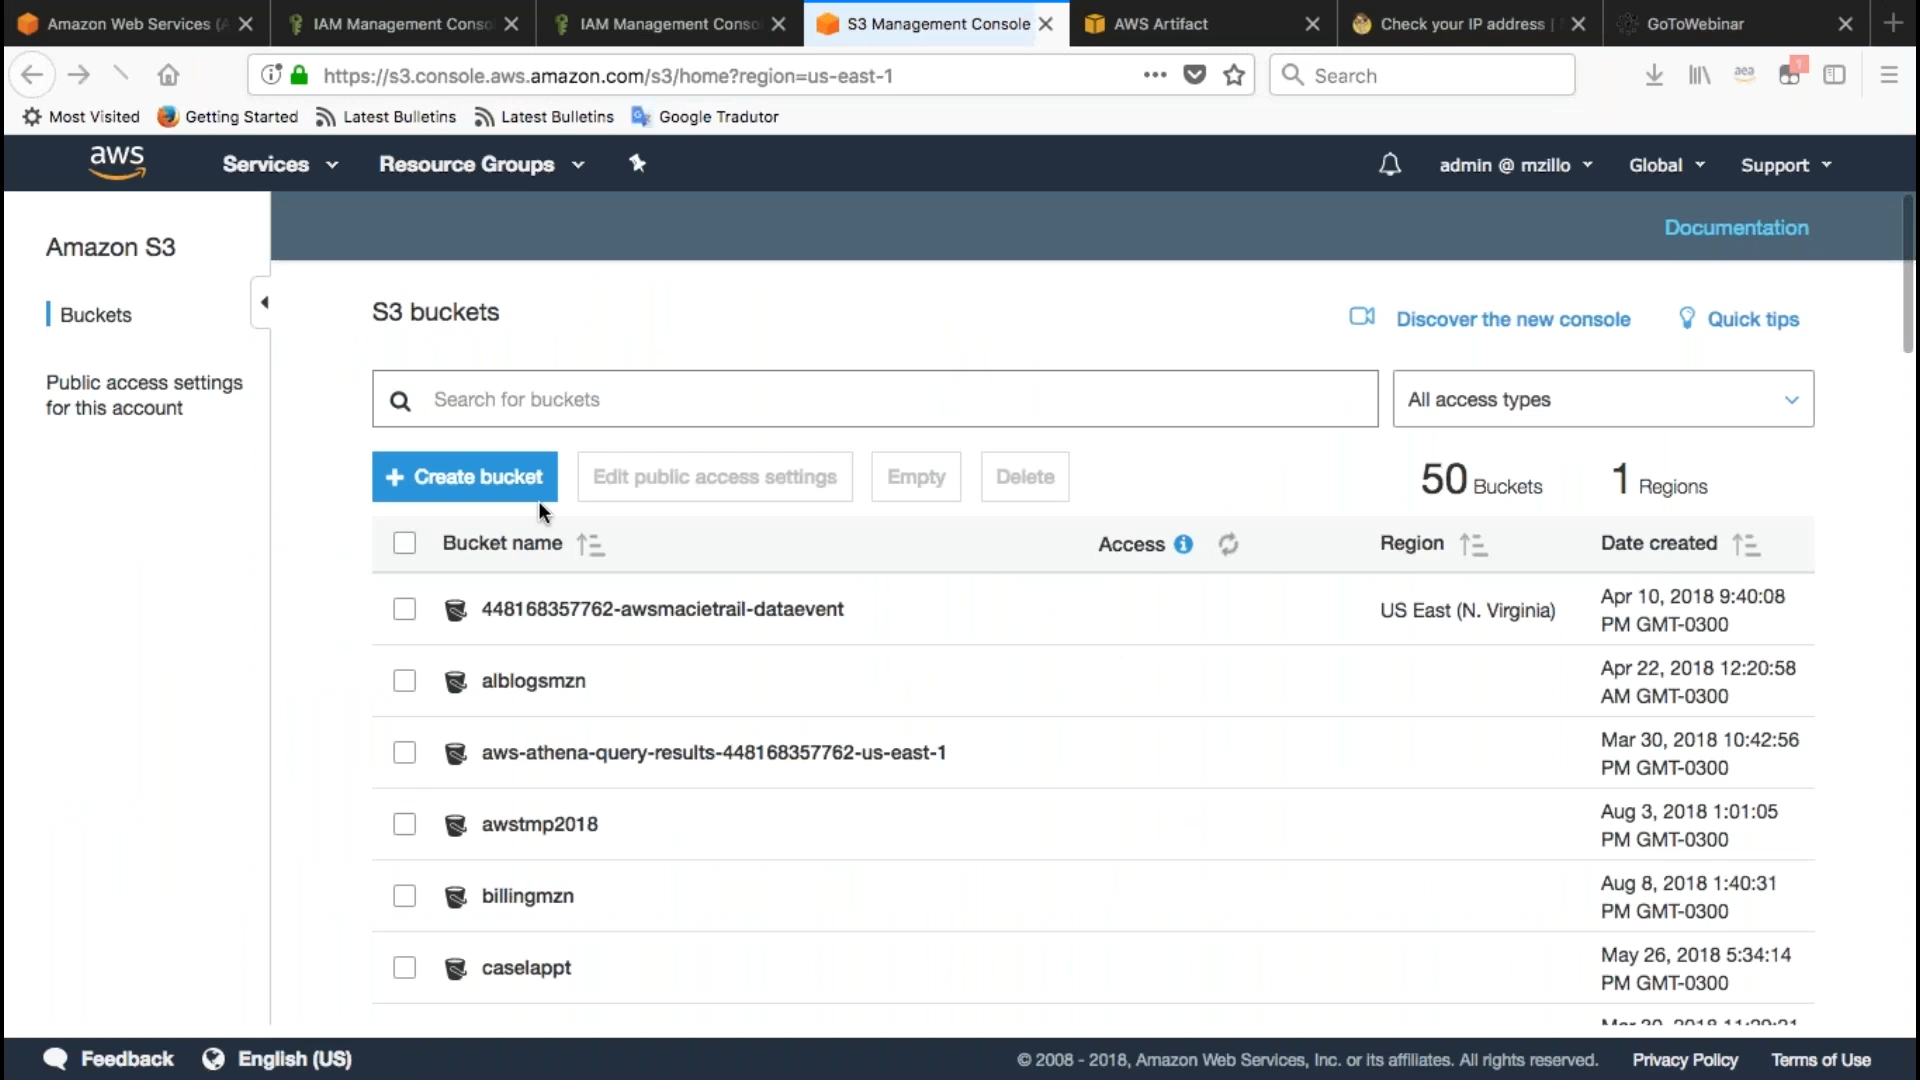 Amazon Web Services (A
IAM Management Conso
IAM Management Conso
S3 Management Console
AWS Artifact
Check your IP address |
GoToWebinar
https://s3.console.aws.amazon.com/s3/home?region=us-east-1
Search
aea
1
Most Visited
Getting Started
Latest Bulletins
Latest Bulletins
Google Tradutor
aws
Services
Resource Groups
admin @ mzillo
Global
Support
Amazon S3
Documentation
Buckets
Public access settings
for this account
S3 buckets
Discover the new console
Quick tips
Search for buckets
All access types
+ Create bucket
Edit public access settings
Empty
Delete
50 Buckets
1 Regions
Bucket name
Access
Region
Date created
448168357762-awsmacietrail-dataevent
US East (N. Virginia)
Apr 10, 2018 9:40:08
PM GMT-0300
alblogsmzn
Apr 22, 2018 12:20:58
AM GMT-0300
aws-athena-query-results-448168357762-us-east-1
Mar 30, 2018 10:42:56
PM GMT-0300
awstmp2018
Aug 3, 2018 1:01:05
PM GMT-0300
billingmzn
Aug 8, 2018 1:40:31
PM GMT-0300
caselappt
May 26, 2018 5:34:14
PM GMT-0300
Feedback
English (US)
© 2008 - 2018, Amazon Web Services, Inc. or its affiliates. All rights reserved.
Privacy Policy
Terms of Use